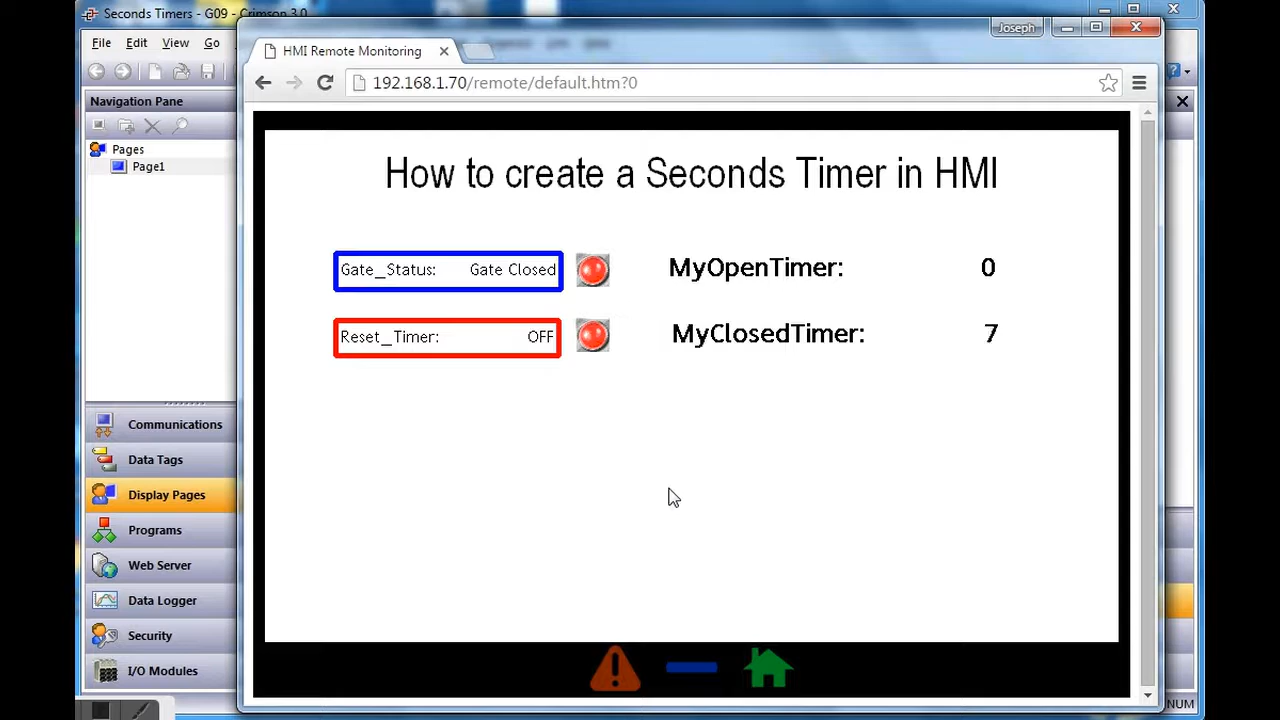 Seconds Timers - G09 - Crimson 3.0
Joseph
File Edit View Go
HMI Remote Monitoring
192.168.1.70/remote/default.htm?0
Navigation Pane
Pages
Page1
How to create a Seconds Timer in HMI
Gate_Status: Gate Closed
MyOpenTimer: 0
Reset_Timer: OFF
MyClosedTimer: 7
Communications
Data Tags
Display Pages
Programs
Web Server
Data Logger
Security
I/O Modules
NUM